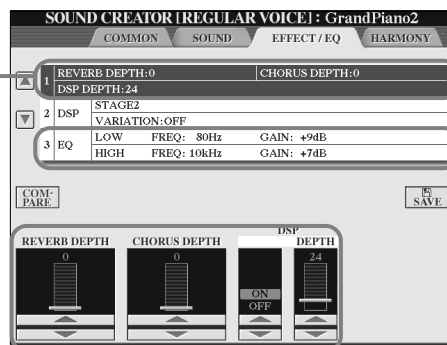 SOUND CREATOR [REGULAR VOICE] : GrandPiano2
COMMON SOUND EFFECT / EQ HARMONY
1 REVERB DEPTH:0 CHORUS DEPTH:0
DSP DEPTH:24
2 DSP STAGE2
VARIATION:OFF
3 EQ LOW FREQ: 80Hz GAIN: +9dB
HIGH FREQ: 10kHz GAIN: +7dB
COM-
PARE
SAVE
DSP
REVERB DEPTH CHORUS DEPTH DEPTH
0 0 24
ON
OFF